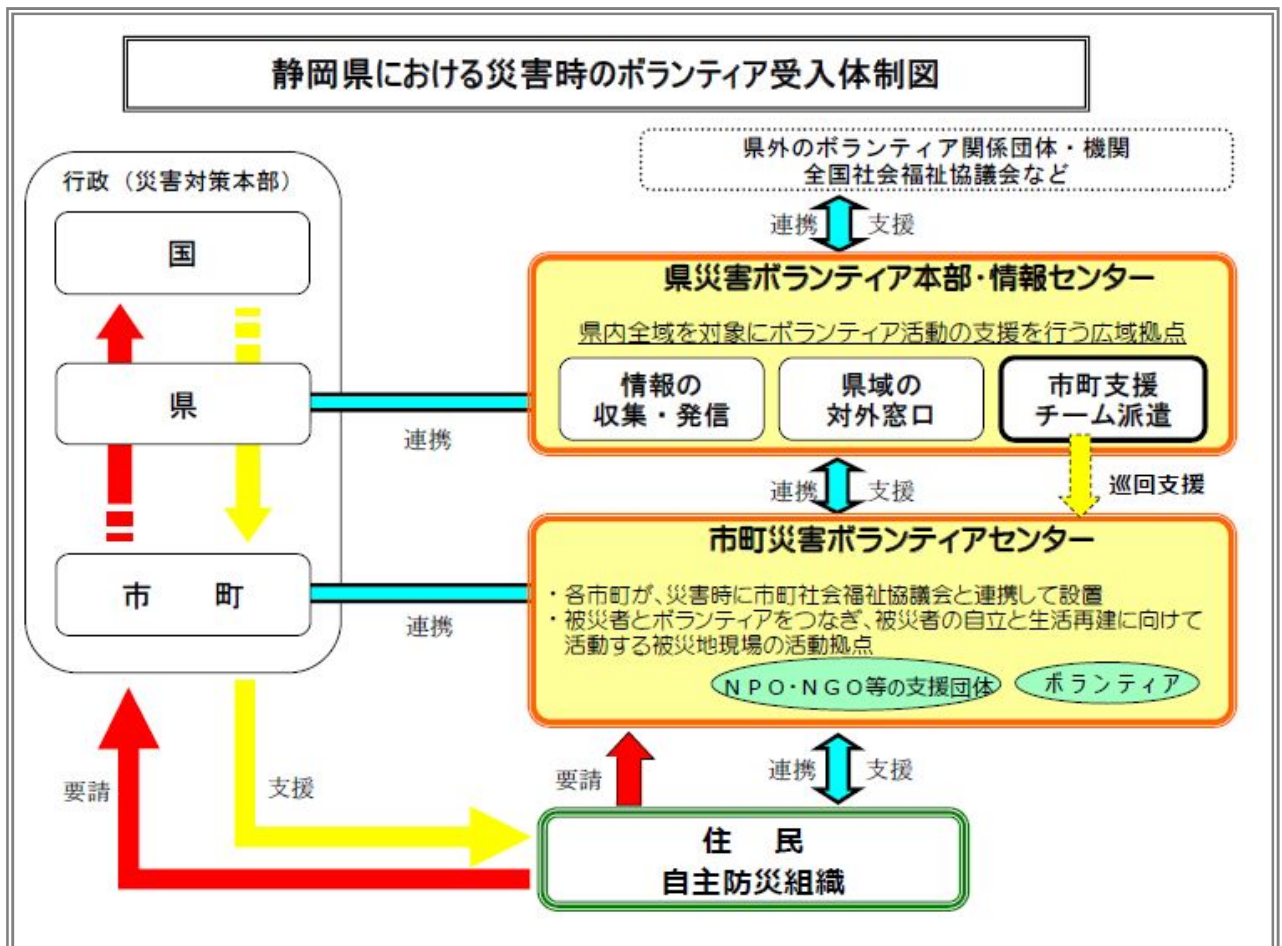 静岡県における災害時のボランティア受入体制図
県外のボランティア関係団体・機関
全国社会福祉協議会など
行政（災害対策本部）
国
連携
支援
県災害ボランティア本部・情報センター
県内全域を対象にボランティア活動の支援を行う広域拠点
県
情報の
収集・発信
県域の
対外窓口
市町支援
チーム派遣
連携
連携
支援
巡回支援
市町災害ボランティアセンター
市　町
・各市町が、災害時に市町社会福祉協議会と連携して設置
・被災者とボランティアをつなぎ、被災者の自立と生活再建に向けて
活動する被災地現場の活動拠点
連携
ＮＰＯ・ＮＧＯ等の支援団体
ボランティア
要請
支援
要請
連携
支援
住　民
自主防災組織